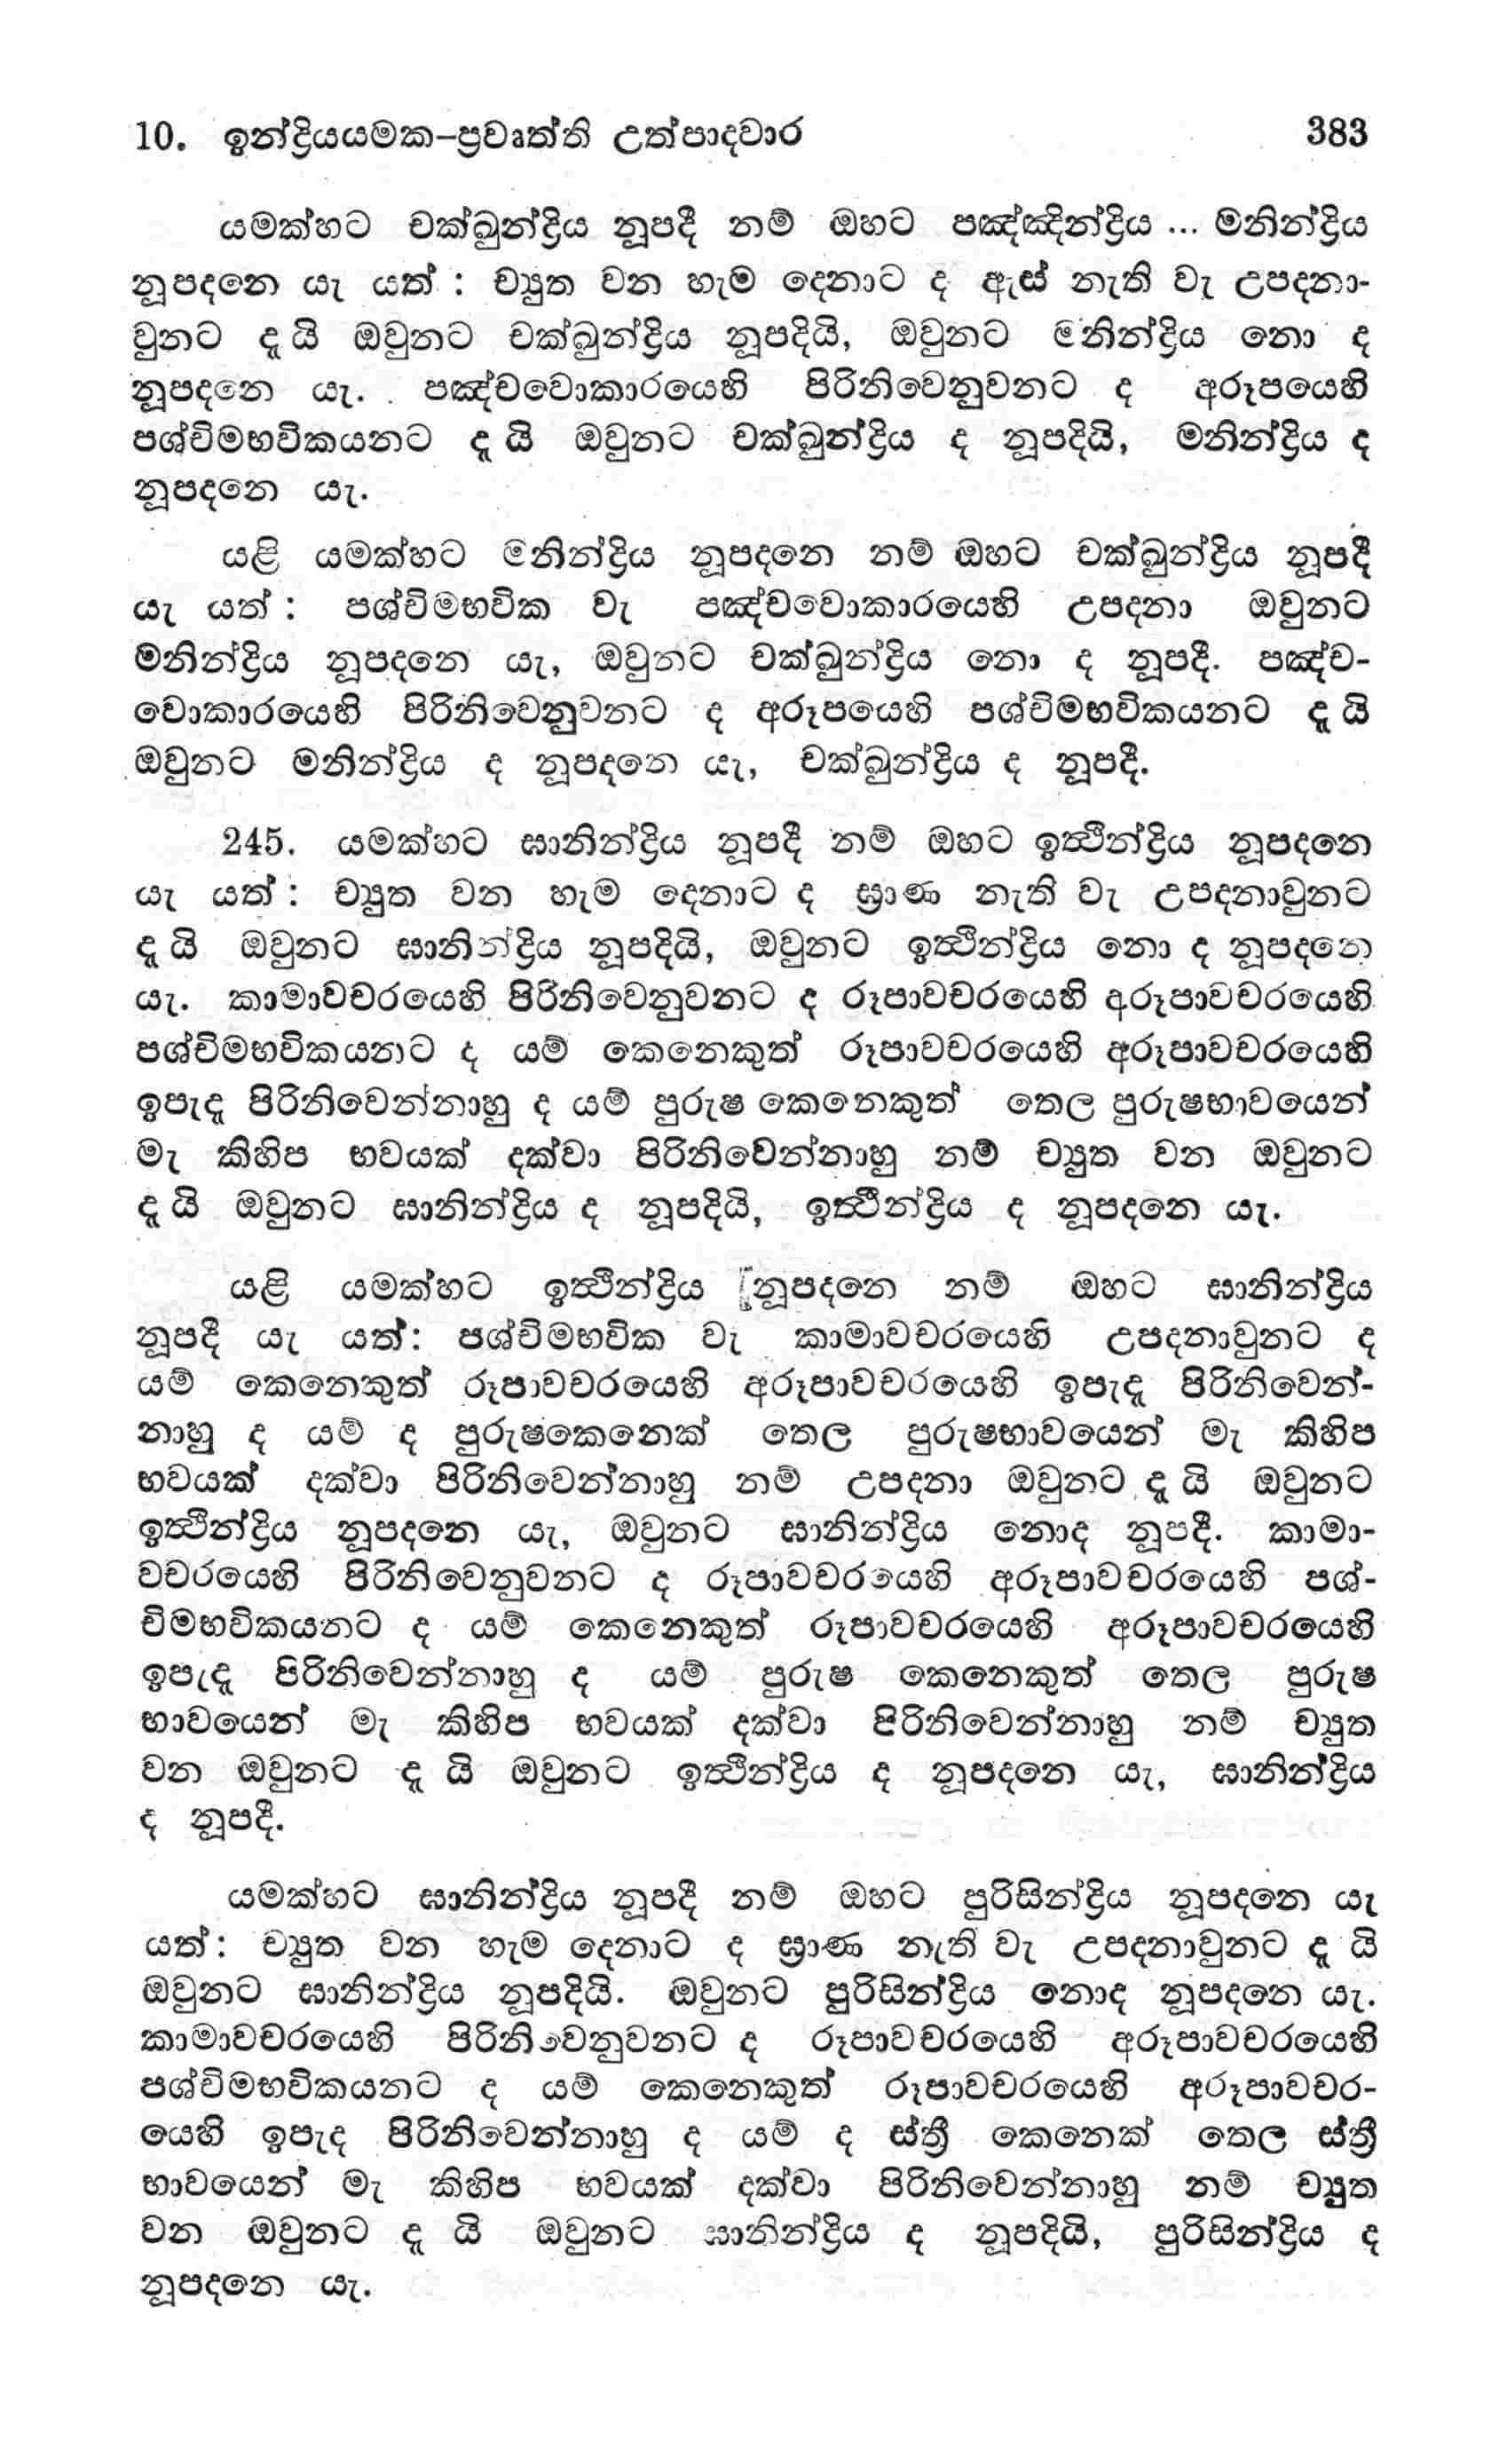 10. ඉන්ද්‍රියයමක–ප්‍රවෘත්ති උත්පාදවාර 383
යමක්හට චක්ඛුන්ද්‍රිය නූපදී නම් ඔහට පඤ්ඤින්ද්‍රිය ... මනින්ද්‍රිය
නූපදනෙ යැ යත් : ච්‍යුත වන හැම දෙනාට ද ඇස් නැති වැ උපදනා-
වුනට දැ යි ඔවුනට චක්ඛුන්ද්‍රිය නූපදියි, ඔවුනට මනින්ද්‍රිය නො ද
නූපදනෙ යැ. පඤ්චවොකාරයෙහි පිරිනිවෙනුවනට ද අරූපයෙහි
පශ්චිමභවිකයනට දැ යි ඔවුනට චක්ඛුන්ද්‍රිය ද නූපදියි, මනින්ද්‍රිය ද
නූපදනෙ යැ.
යළි යමක්හට මනින්ද්‍රිය නූපදනෙ නම් ඔහට චක්ඛුන්ද්‍රිය නූපදී
යැ යත් : පශ්චිමභවික වැ පඤ්චවොකාරයෙහි උපදනා ඔවුනට
මනින්ද්‍රිය නූපදනෙ යැ, ඔවුනට චක්ඛුන්ද්‍රිය නො ද නූපදී. පඤ්ච-
වොකාරයෙහි පිරිනිවෙනුවනට ද අරූපයෙහි පශ්චිමභවිකයනට දැ යි
ඔවුනට මනින්ද්‍රිය ද නූපදනෙ යැ, චක්ඛුන්ද්‍රිය ද නූපදී.
245. යමක්හට ඝානින්ද්‍රිය නූපදී නම් ඔහට ඉත්‍ථින්ද්‍රිය නූපදනෙ
යැ යත් : ච්‍යුත වන හැම දෙනාට ද ඝ්‍රාණ නැති වැ උපදනාවුනට
දැ යි ඔවුනට ඝානින්ද්‍රිය නූපදියි, ඔවුනට ඉත්‍ථින්ද්‍රිය නො ද නූපදනෙ
යැ. කාමාවචරයෙහි පිරිනිවෙනුවනට ද රූපාවචරයෙහි අරූපාවචරයෙහි
පශ්චිමභවිකයනට ද යම් කෙනෙකුත් රූපාවචරයෙහි අරූපාවචරයෙහි
ඉපැදැ පිරිනිවෙන්නාහු ද යම් පුරුෂ කෙනෙකුත් තෙල පුරුෂභාවයෙන්
මැ කිහිප භවයක් දක්වා පිරිනිවෙන්නාහු නම් ච්‍යුත වන ඔවුනට
දැ යි ඔවුනට ඝානින්ද්‍රිය ද නූපදියි, ඉත්‍ථින්ද්‍රිය ද නූපදනෙ යැ.
යළි යමක්හට ඉත්‍ථින්ද්‍රිය නූපදනෙ නම් ඔහට ඝානින්ද්‍රිය
නූපදී යැ යත්: පශ්චිමභවික වැ කාමාවචරයෙහි උපදනාවුනට ද
යම් කෙනෙකුත් රූපාවචරයෙහි අරූපාවචරයෙහි ඉපැදැ පිරිනිවෙන්-
නාහු ද යම් ද පුරුෂකෙනෙක් තෙල පුරුෂභාවයෙන් මැ කිහිප
භවයක් දක්වා පිරිනිවෙන්නාහු නම් උපදනා ඔවුනට දැ යි ඔවුනට
ඉත්‍ථින්ද්‍රිය නූපදනෙ යැ, ඔවුනට ඝානින්ද්‍රිය නොද නූපදී. කාමා-
වචරයෙහි පිරිනිවෙනුවනට ද රූපාවචරයෙහි අරූපාවචරයෙහි පශ්-
චිමභවිකයනට ද යම් කෙනෙකුත් රූපාවචරයෙහි අරූපාවචරයෙහි
ඉපැදැ පිරිනිවෙන්නාහු ද යම් පුරුෂ කෙනෙකුත් තෙල පුරුෂ
භාවයෙන් මැ කිහිප භවයක් දක්වා පිරිනිවෙන්නාහු නම් ච්‍යුත
වන ඔවුනට දැ යි ඔවුනට ඉත්‍ථින්ද්‍රිය ද නූපදනෙ යැ, ඝානින්ද්‍රිය
ද නූපදී.
යමක්හට ඝානින්ද්‍රිය නූපදී නම් ඔහට පුරිසින්ද්‍රිය නූපදනෙ යැ
යත්: ච්‍යුත වන හැම දෙනාට ද ඝ්‍රාණ නැති වැ උපදනාවුනට දැ යි
ඔවුනට ඝානින්ද්‍රිය නූපදියි. ඔවුනට පුරිසින්ද්‍රිය නොද නූපදනෙ යැ.
කාමාවචරයෙහි පිරිනිවෙනුවනට ද රූපාවචරයෙහි අරූපාවචරයෙහි
පශ්චිමභවිකයනට ද යම් කෙනෙකුත් රූපාවචරයෙහි අරූපාවචර-
යෙහි ඉපැද පිරිනිවෙන්නාහු ද යම් ද ස්ත්‍රී කෙනෙක් තෙල ස්ත්‍රී
භාවයෙන් මැ කිහිප භවයක් දක්වා පිරිනිවෙන්නාහු නම් ච්‍යුත
වන ඔවුනට දැ යි ඔවුනට ඝානින්ද්‍රිය ද නූපදියි, පුරිසින්ද්‍රිය ද
නූපදනෙ යැ.